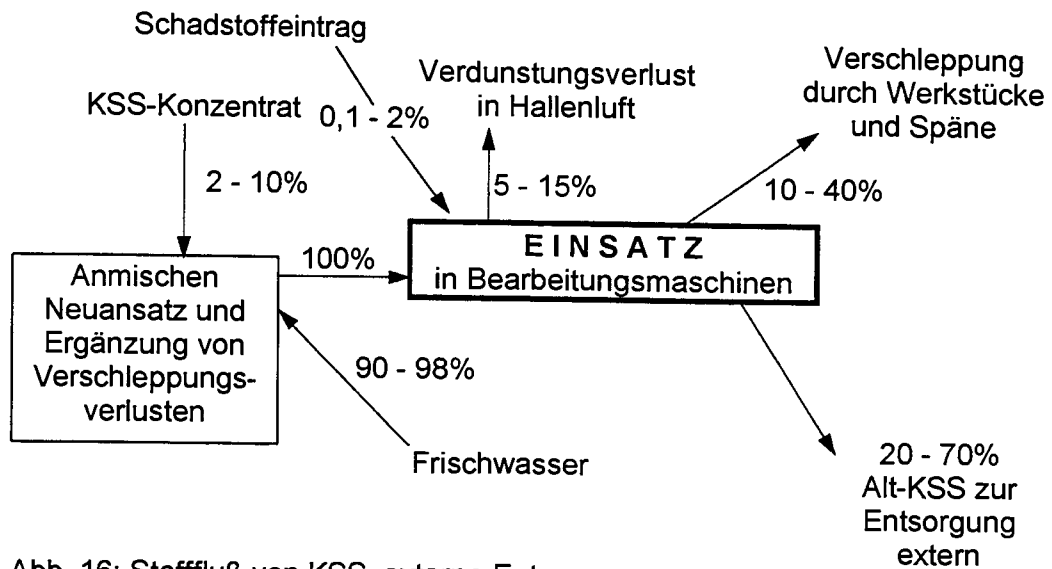 Schadstoffeintrag
KSS-Konzentrat
0,1 - 2%
Verdunstungsverlust
in Hallenluft
Verschleppung
durch Werkstücke
und Späne
2 - 10%
5 - 15%
10 - 40%
Anmischen
Neuansatz und
Ergänzung von
Verschleppungs-
verlusten
100%
EINSATZ
in Bearbeitungsmaschinen
90 - 98%
Frischwasser
20 - 70%
Alt-KSS zur
Entsorgung
extern
Abb. 16: Stofffluß von KSS